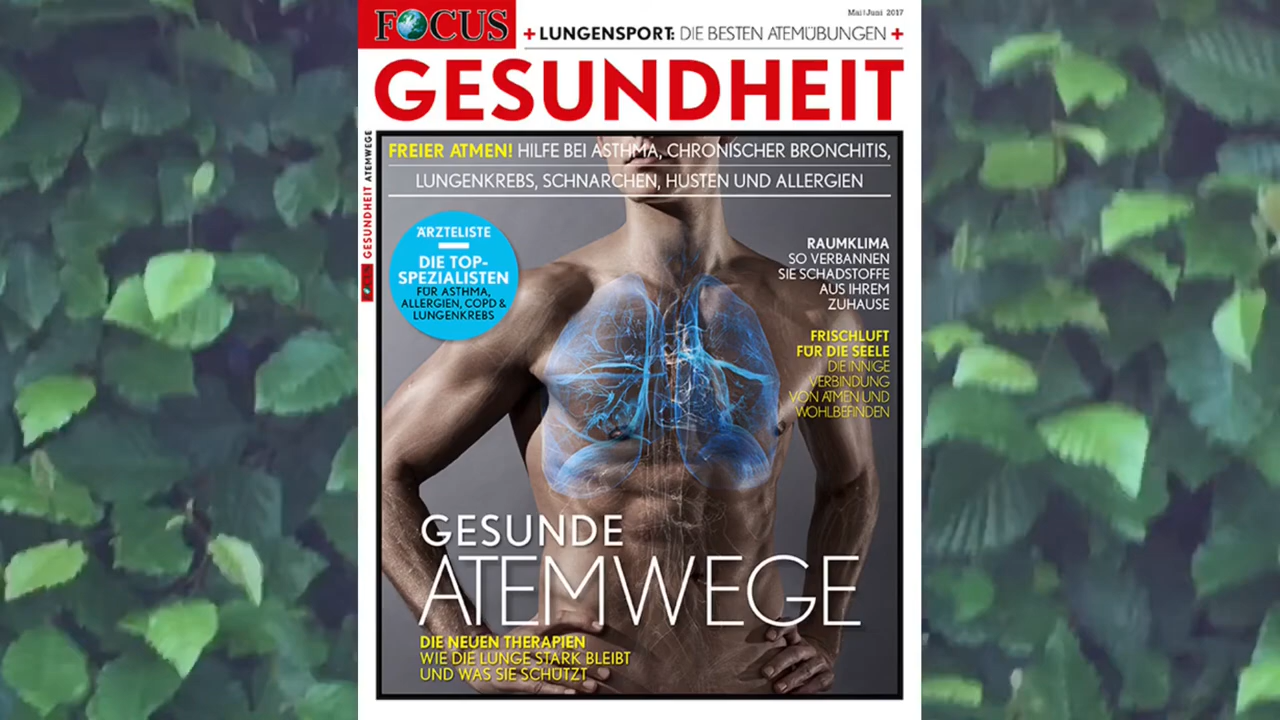 FOCUS
Mai|Juni 2017
+ LUNGENSPORT: DIE BESTEN ATEMÜBUNGEN +
GESUNDHEIT
FOCUS GESUNDHEIT ATEMWEGE
FREIER ATMEN! HILFE BEI ASTHMA, CHRONISCHER BRONCHITIS,
LUNGENKREBS, SCHNARCHEN, HUSTEN UND ALLERGIEN
ÄRZTELISTE
DIE TOP-
SPEZIALISTEN
FÜR ASTHMA,
ALLERGIEN, COPD &
LUNGENKREBS
RAUMKLIMA
SO VERBANNEN
SIE SCHADSTOFFE
AUS IHREM
ZUHAUSE
FRISCHLUFT
FÜR DIE SEELE
DIE INNIGE
VERBINDUNG
VON ATMEN UND
WOHLBEFINDEN
GESUNDE
ATEMWEGE
DIE NEUEN THERAPIEN
WIE DIE LUNGE STARK BLEIBT
UND WAS SIE SCHÜTZT